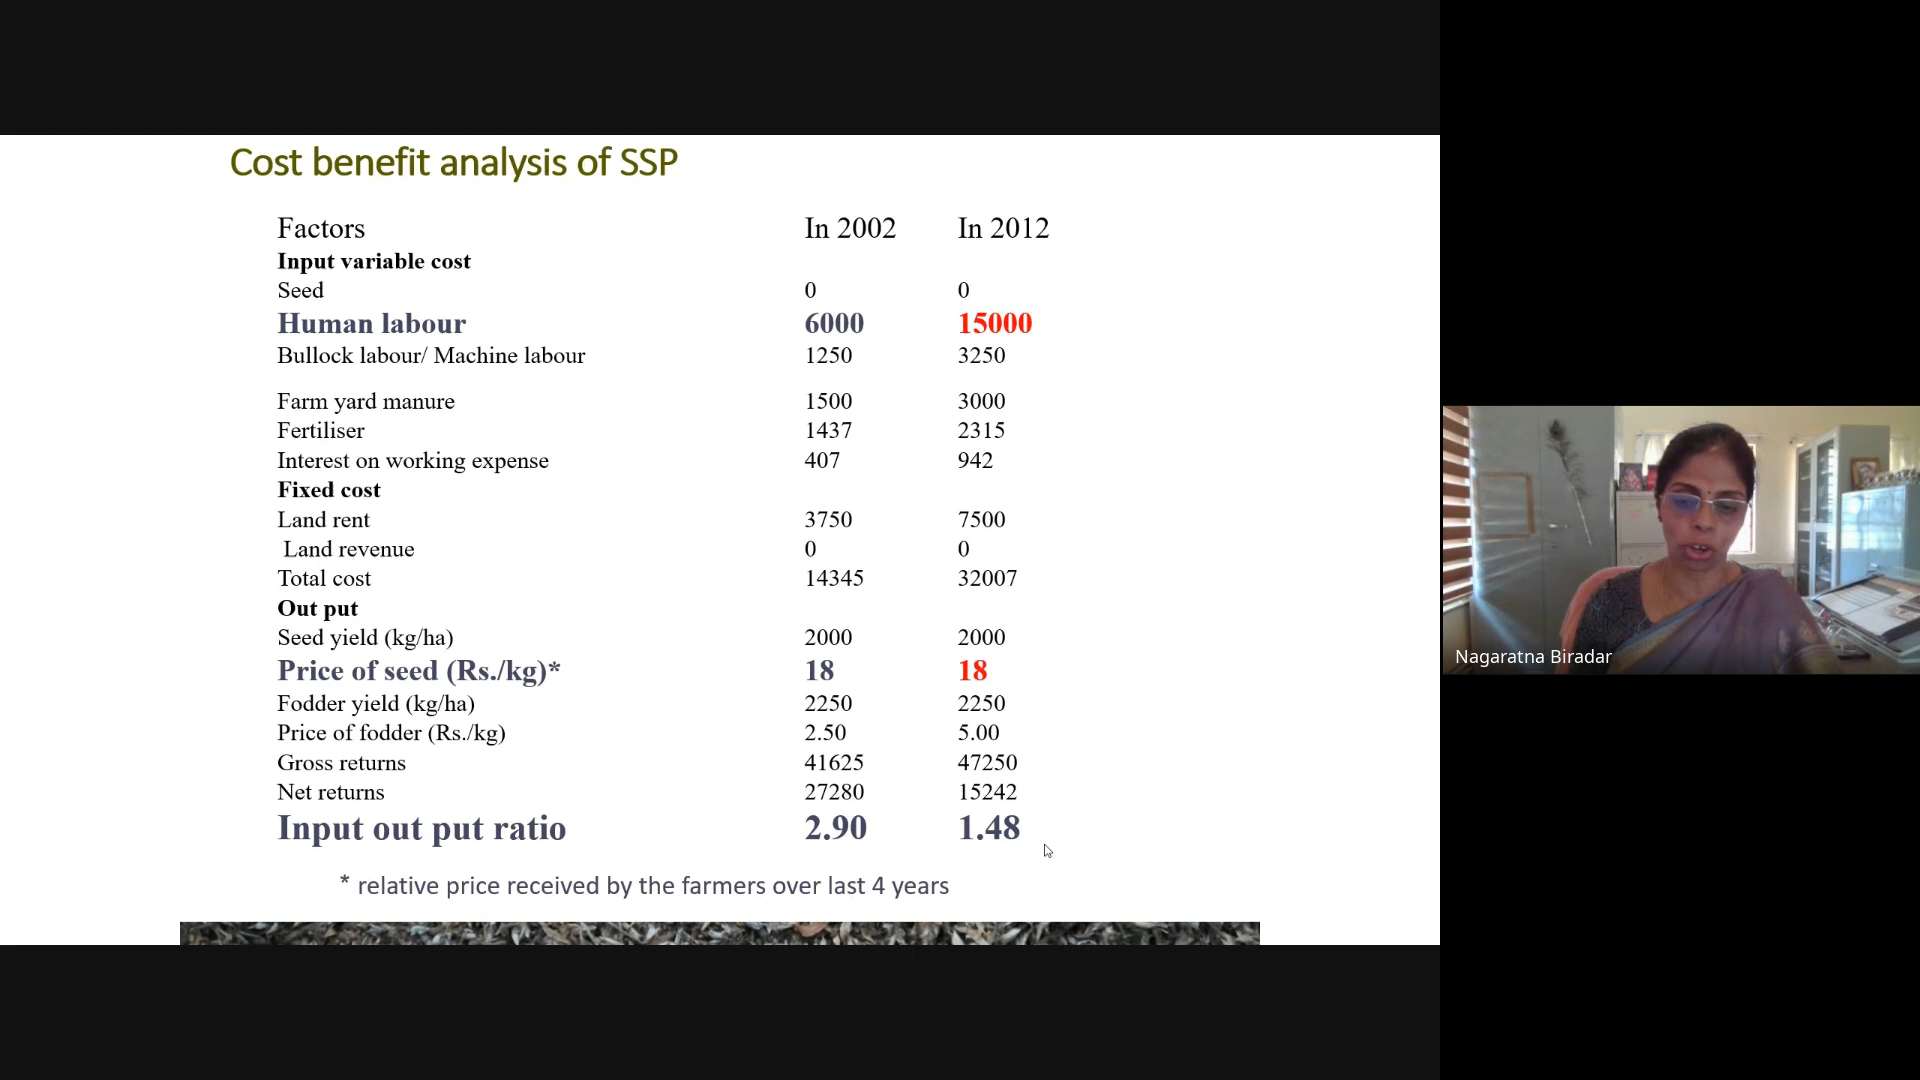 Cost benefit analysis of SSP
Factors In 2002 In 2012
Input variable cost
Seed 0 0
Human labour 6000 15000
Bullock labour/ Machine labour 1250 3250
Farm yard manure 1500 3000
Fertiliser 1437 2315
Interest on working expense 407 942
Fixed cost
Land rent 3750 7500
Land revenue 0 0
Total cost 14345 32007
Out put
Seed yield (kg/ha) 2000 2000
Price of seed (Rs./kg)* 18 18
Fodder yield (kg/ha) 2250 2250
Price of fodder (Rs./kg) 2.50 5.00
Gross returns 41625 47250
Net returns 27280 15242
Input out put ratio 2.90 1.48
* relative price received by the farmers over last 4 years
Nagaratna Biradar